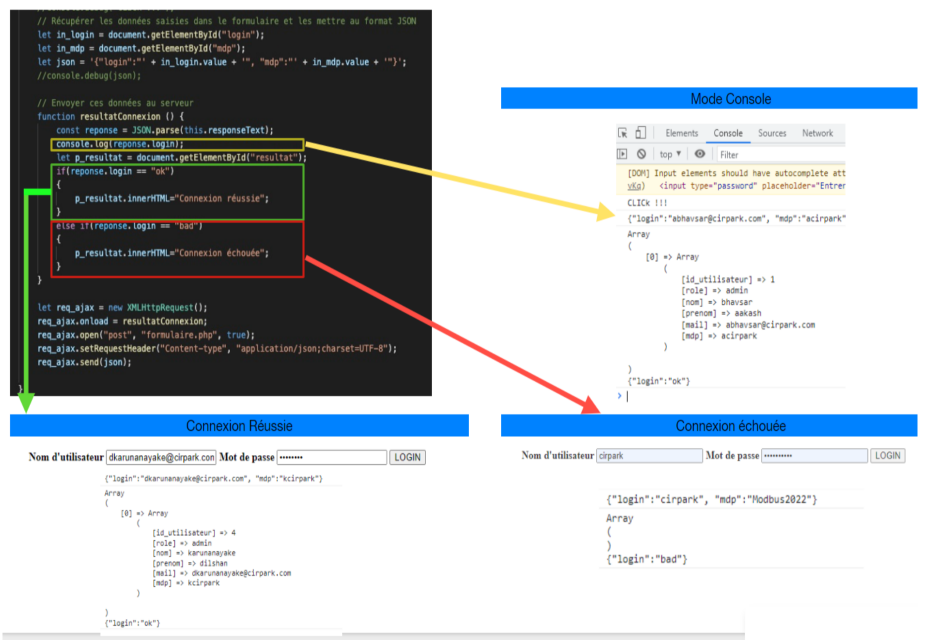 // Récupérer les données saisies dans le formulaire et les mettre au format JSON
let in_login = document.getElementById("login");
let in_mdp = document.getElementById("mdp");
let json = '{"login":"' + in_login.value + '", "mdp":"' + in_mdp.value + '"}';
//console.debug(json);
// Envoyer ces données au serveur
function resultatConnexion () {
const reponse = JSON.parse(this.responseText);
console.log(reponse.login);
let p_resultat = document.getElementById("resultat");
if(reponse.login == "ok")
{
p_resultat.innerHTML="Connexion réussie";
}
else if(reponse.login == "bad")
{
p_resultat.innerHTML="Connexion échouée";
}
}
let req_ajax = new XMLHttpRequest();
req_ajax.onload = resultatConnexion;
req_ajax.open("post", "formulaire.php", true);
req_ajax.setRequestHeader("Content-type", "application/json;charset=UTF-8");
req_ajax.send(json);
}
Mode Console
Elements Console Sources Network
top ▼ Filter
[DOM] Input elements should have autocomplete att
yKq) <input type="password" placeholder="Entrer
CLICk !!!
{"login":"abhavsar@cirpark.com", "mdp":"acirpark"
Array
(
[0] => Array
(
[id_utilisateur] => 1
[role] => admin
[nom] => bhavsar
[prenom] => aakash
[mail] => abhavsar@cirpark.com
[mdp] => acirpark
)
)
{"login":"ok"}
>
Connexion Réussie
Nom d'utilisateur dkarunanayake@cirpark.con Mot de passe •••••••• LOGIN
{"login":"dkarunanayake@cirpark.com", "mdp":"kcirpark"}
Array
(
[0] => Array
(
[id_utilisateur] => 4
[role] => admin
[nom] => karunanayake
[prenom] => dilshan
[mail] => dkarunanayake@cirpark.com
[mdp] => kcirpark
)
)
{"login":"ok"}
Connexion échouée
Nom d'utilisateur cirpark Mot de passe •••••••••• LOGIN
{"login":"cirpark", "mdp":"Modbus2022"}
Array
(
)
{"login":"bad"}